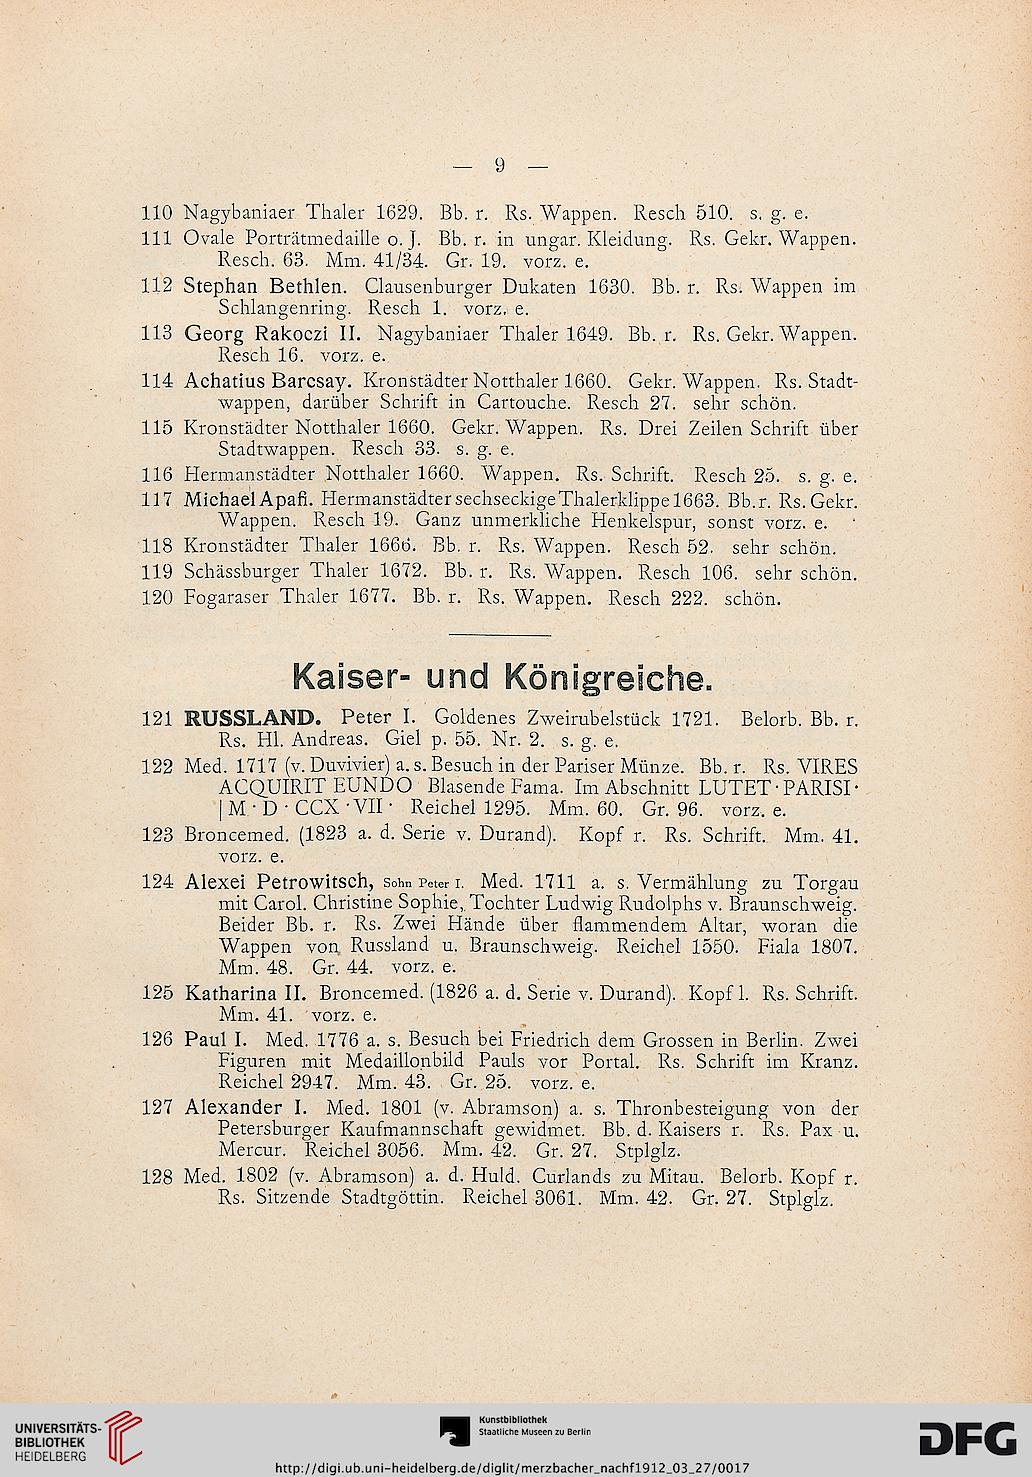 — 9 —
110 Nagybaniaer Thaler 1629. Bb. r. Rs. Wappen. Resch 510. s. g. e.
111 Ovale Porträtmedaille o. J. Bb. r. in ungar. Kleidung. Rs. Gekr. Wappen.
Resch. 63. Mm. 41/34. Gr. 19. vorz. e.
112 Stephan Bethlen. Clausenburger Dukaten 1630. Bb. r. Rs. Wappen im
Schlangenring. Resch 1. vorz. e.
113 Georg Rakoczi II. Nagybaniaer Thaler 1649. Bb. r. Rs. Gekr. Wappen.
Resch 16. vorz. e.
114 Achatius Barcsay. Kronstädter Notthaler 1660. Gekr. Wappen. Rs. Stadt-
wappen, darüber Schrift in Cartouche. Resch 27. sehr schön.
115 Kronstädter Notthaler 1660. Gekr. Wappen. Rs. Drei Zeilen Schrift über
Stadtwappen. Resch 33. s. g. e.
116 Hermanstädter Notthaler 1660. Wappen. Rs. Schrift. Resch 25. s. g. e.
117 Michael Apafi. Hermanstädter sechseckige Thalerklippe 1663. Bb. r. Rs. Gekr.
Wappen. Resch 19. Ganz unmerkliche Henkelspur, sonst vorz. e.
118 Kronstädter Thaler 1666. Bb. r. Rs. Wappen. Resch 52. sehr schön.
119 Schässburger Thaler 1672. Bb. r. Rs. Wappen. Resch 106. sehr schön.
120 Fogaraser Thaler 1677. Bb. r. Rs. Wappen. Resch 222. schön.
Kaiser- und Königreiche.
121 RUSSLAND. Peter I. Goldenes Zweirubelstück 1721. Belorb. Bb. r.
Rs. Hl. Andreas. Giel p. 55. Nr. 2. s. g. e.
122 Med. 1717 (v. Duvivier) a. s. Besuch in der Pariser Münze. Bb. r. Rs. VIRES
ACQUIRIT EUNDO Blasende Fama. Im Abschnitt LUTET · PARISI ·
| M · D · CCX · VII · Reichel 1295. Mm. 60. Gr. 96. vorz. e.
123 Broncemed. (1823 a. d. Serie v. Durand). Kopf r. Rs. Schrift. Mm. 41.
vorz. e.
124 Alexei Petrowitsch, Sohn Peter I. Med. 1711 a. s. Vermählung zu Torgau
mit Carol. Christine Sophie, Tochter Ludwig Rudolphs v. Braunschweig.
Beider Bb. r. Rs. Zwei Hände über flammendem Altar, woran die
Wappen von Russland u. Braunschweig. Reichel 1550. Fiala 1807.
Mm. 48. Gr. 44. vorz. e.
125 Katharina II. Broncemed. (1826 a. d. Serie v. Durand). Kopf l. Rs. Schrift.
Mm. 41. vorz. e.
126 Paul I. Med. 1776 a. s. Besuch bei Friedrich dem Grossen in Berlin. Zwei
Figuren mit Medaillonbild Pauls vor Portal. Rs. Schrift im Kranz.
Reichel 2947. Mm. 43. Gr. 25. vorz. e.
127 Alexander I. Med. 1801 (v. Abramson) a. s. Thronbesteigung von der
Petersburger Kaufmannschaft gewidmet. Bb. d. Kaisers r. Rs. Pax u.
Mercur. Reichel 3056. Mm. 42. Gr. 27. Stplglz.
128 Med. 1802 (v. Abramson) a. d. Huld. Curlands zu Mitau. Belorb. Kopf r.
Rs. Sitzende Stadtgöttin. Reichel 3061. Mm. 42. Gr. 27. Stplglz.
UNIVERSITÄTS-
BIBLIOTHEK
HEIDELBERG
Kunstbibliothek
Staatliche Museen zu Berlin
DFG
http://digi.ub.uni-heidelberg.de/diglit/merzbacher_nachf1912_03_27/0017